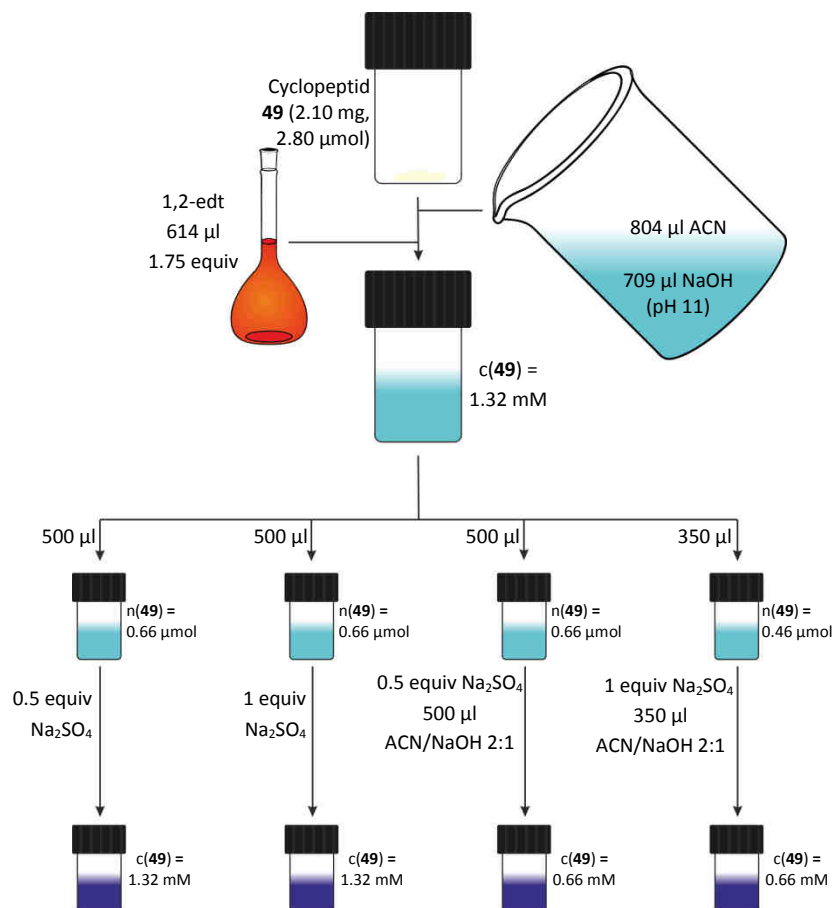 Cyclopeptid
49 (2.10 mg,
2.80 µmol)
1,2-edt
614 µl
1.75 equiv
804 µl ACN
709 µl NaOH
(pH 11)
c(49) =
1.32 mM
500 µl
500 µl
500 µl
350 µl
n(49) =
0.66 µmol
n(49) =
0.66 µmol
n(49) =
0.66 µmol
n(49) =
0.46 µmol
0.5 equiv
Na₂SO₄
1 equiv
Na₂SO₄
0.5 equiv Na₂SO₄
500 µl
ACN/NaOH 2:1
1 equiv Na₂SO₄
350 µl
ACN/NaOH 2:1
c(49) =
1.32 mM
c(49) =
1.32 mM
c(49) =
0.66 mM
c(49) =
0.66 mM